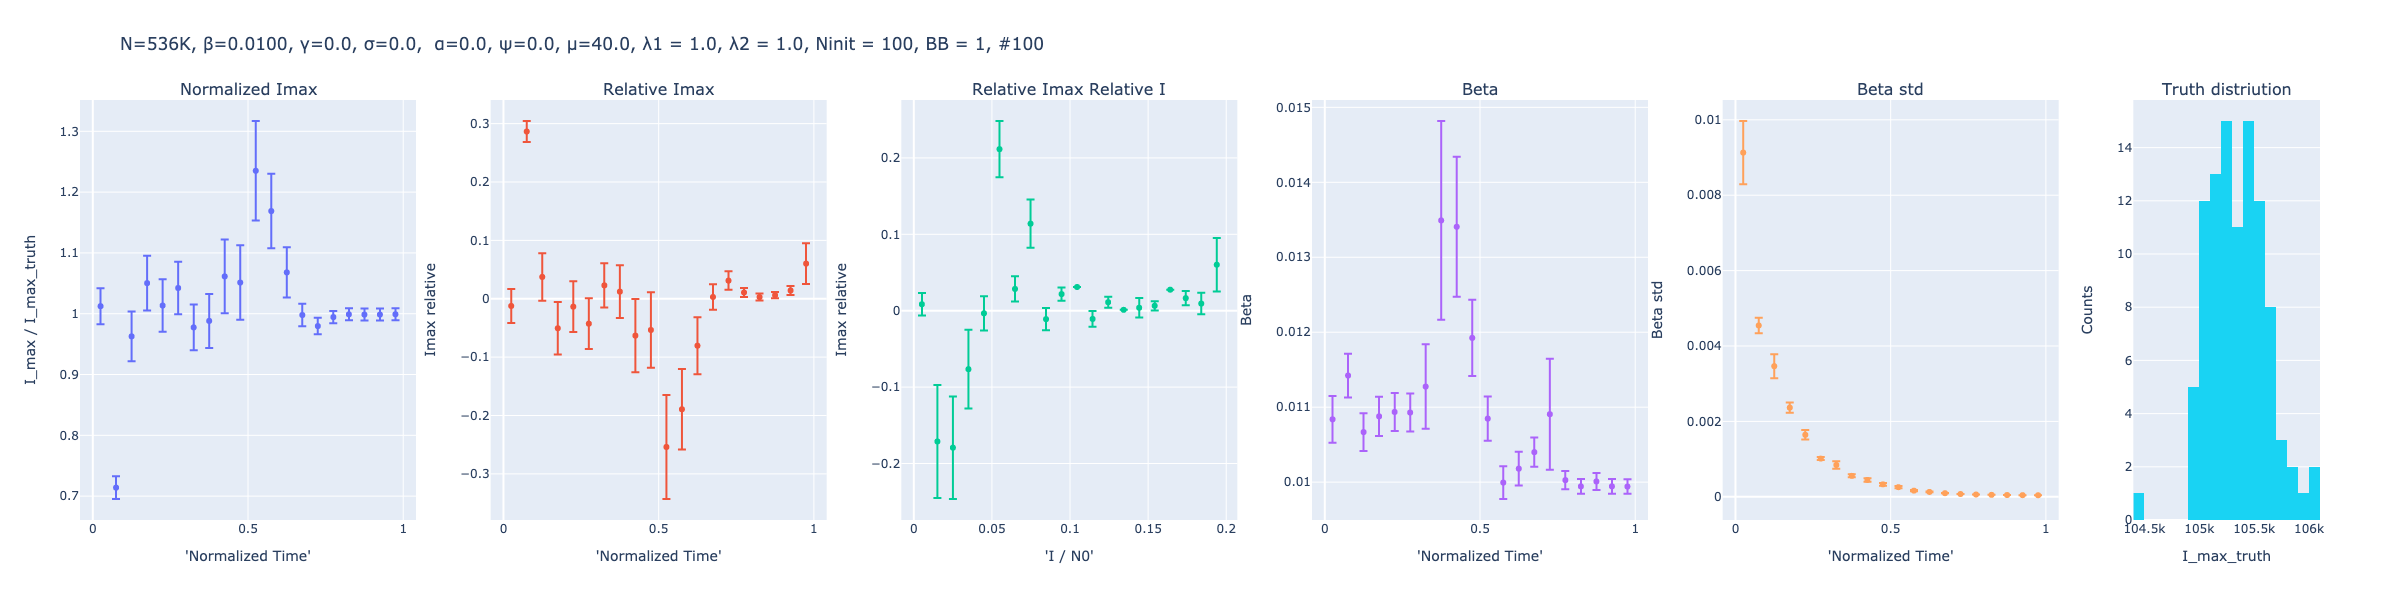 N=536K, β=0.0100, γ=0.0, σ=0.0,  α=0.0, ψ=0.0, μ=40.0, λ1 = 1.0, λ2 = 1.0, Ninit = 100, BB = 1, #100
Normalized Imax
I_max / I_max_truth
1.3
1.2
1.1
1
0.9
0.8
0.7
0
0.5
1
'Normalized Time'
Relative Imax
Imax relative
0.3
0.2
0.1
0
−0.1
−0.2
−0.3
0
0.5
1
'Normalized Time'
Relative Imax Relative I
Imax relative
0.2
0.1
0
−0.1
−0.2
0
0.05
0.1
0.15
0.2
'I / N0'
Beta
Beta
0.015
0.014
0.013
0.012
0.011
0.01
0
0.5
1
'Normalized Time'
Beta std
Beta std
0.01
0.008
0.006
0.004
0.002
0
0
0.5
1
'Normalized Time'
Truth distriution
Counts
14
12
10
8
6
4
2
0
104.5k
105k
105.5k
106k
I_max_truth